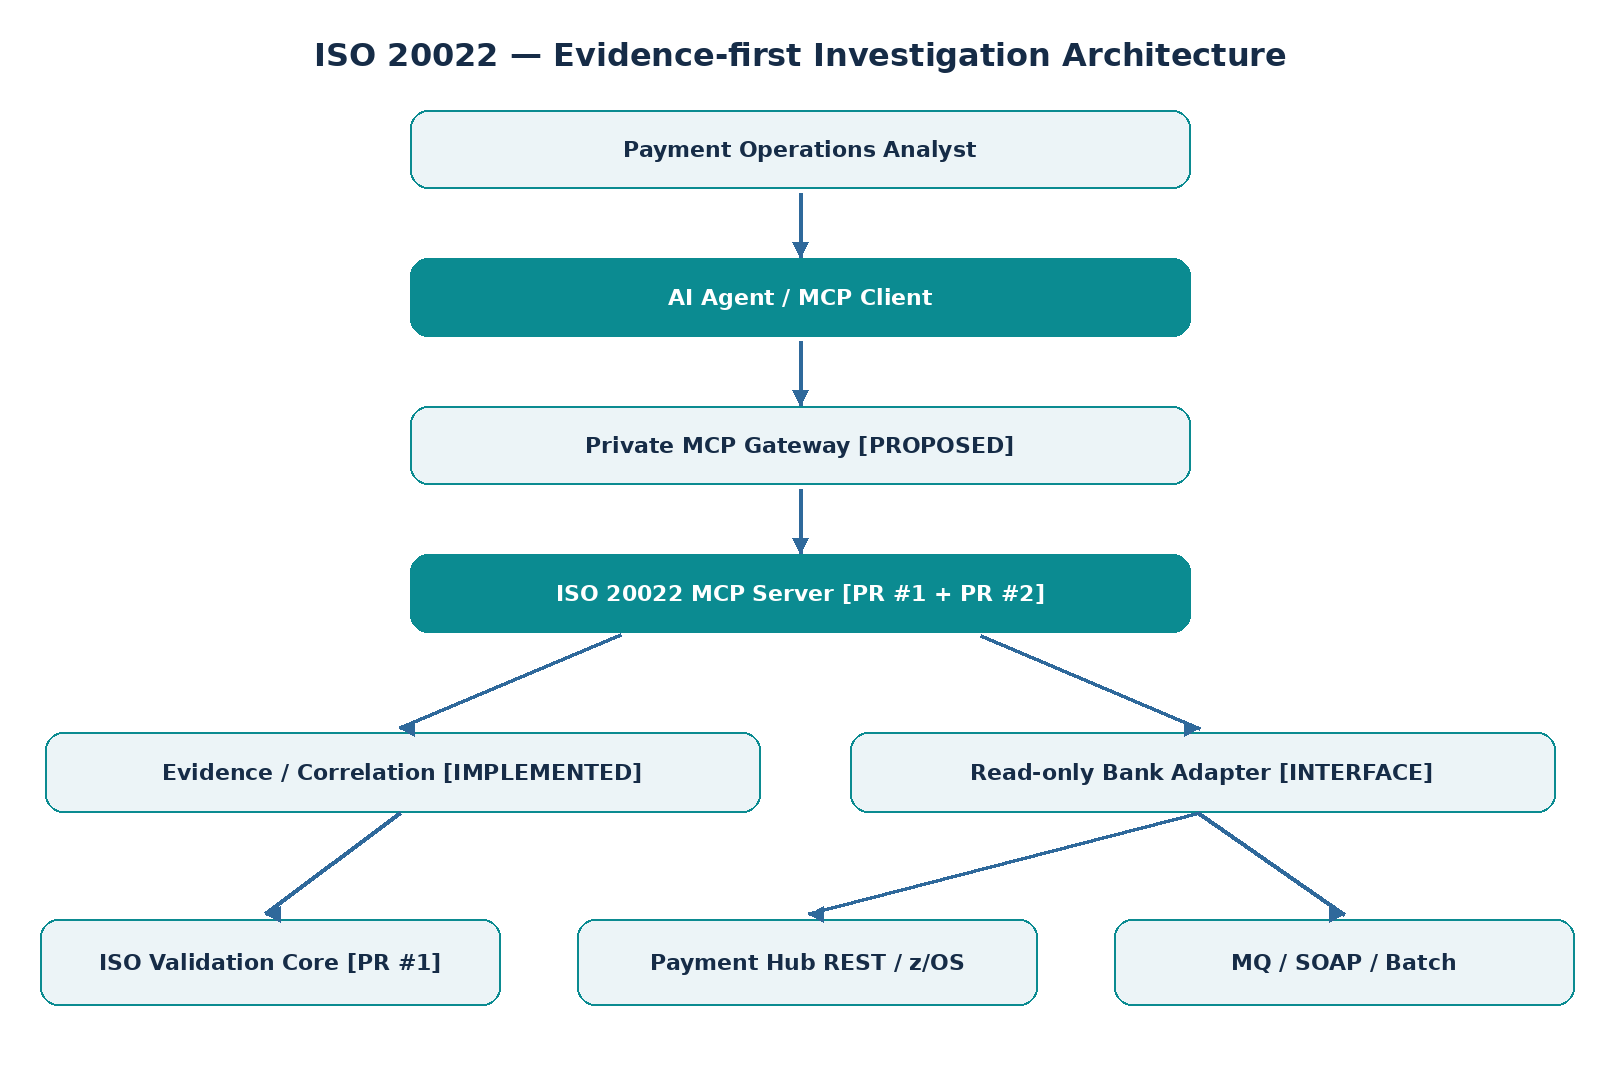 ISO 20022 — Evidence-first Investigation Architecture
Payment Operations Analyst
AI Agent / MCP Client
Private MCP Gateway [PROPOSED]
ISO 20022 MCP Server [PR #1 + PR #2]
Evidence / Correlation [IMPLEMENTED]
Read-only Bank Adapter [INTERFACE]
ISO Validation Core [PR #1]
Payment Hub REST / z/OS
MQ / SOAP / Batch